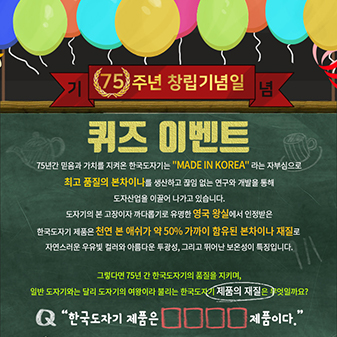 기 75주년 창립기념일 념
퀴즈 이벤트
75년간 믿음과 가치를 지켜온 한국도자기는 "MADE IN KOREA" 라는 자부심으로
최고 품질의 본차이나를 생산하고 끊임 없는 연구와 개발을 통해
도자산업을 이끌어 나가고 있습니다.
도자기의 본 고장이자 까다롭기로 유명한 영국 왕실에서 인정받은
한국도자기 제품은 천연 본 애쉬가 약 50% 가까이 함유된 본차이나 재질로
자연스러운 우유빛 컬러와 아름다운 투광성, 그리고 뛰어난 보온성이 특징입니다.
그렇다면 75년 간 한국도자기의 품질을 지키며,
일반 도자기와는 달리 도자기의 여왕이라 불리는 한국도자기 제품의 재질은 무엇일까요?
Q "한국도자기 제품은 □□□□ 제품이다."